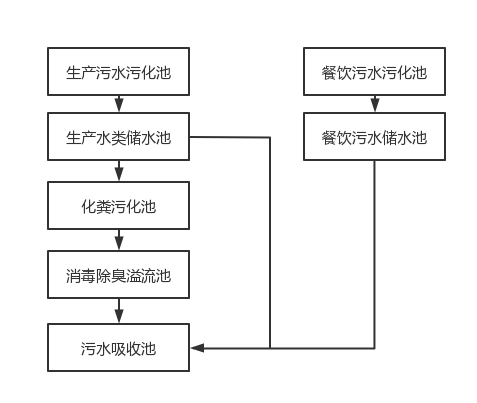 生产污水污化池
餐饮污水污化池
生产水类储水池
餐饮污水储水池
化粪污化池
消毒除臭溢流池
污水吸收池